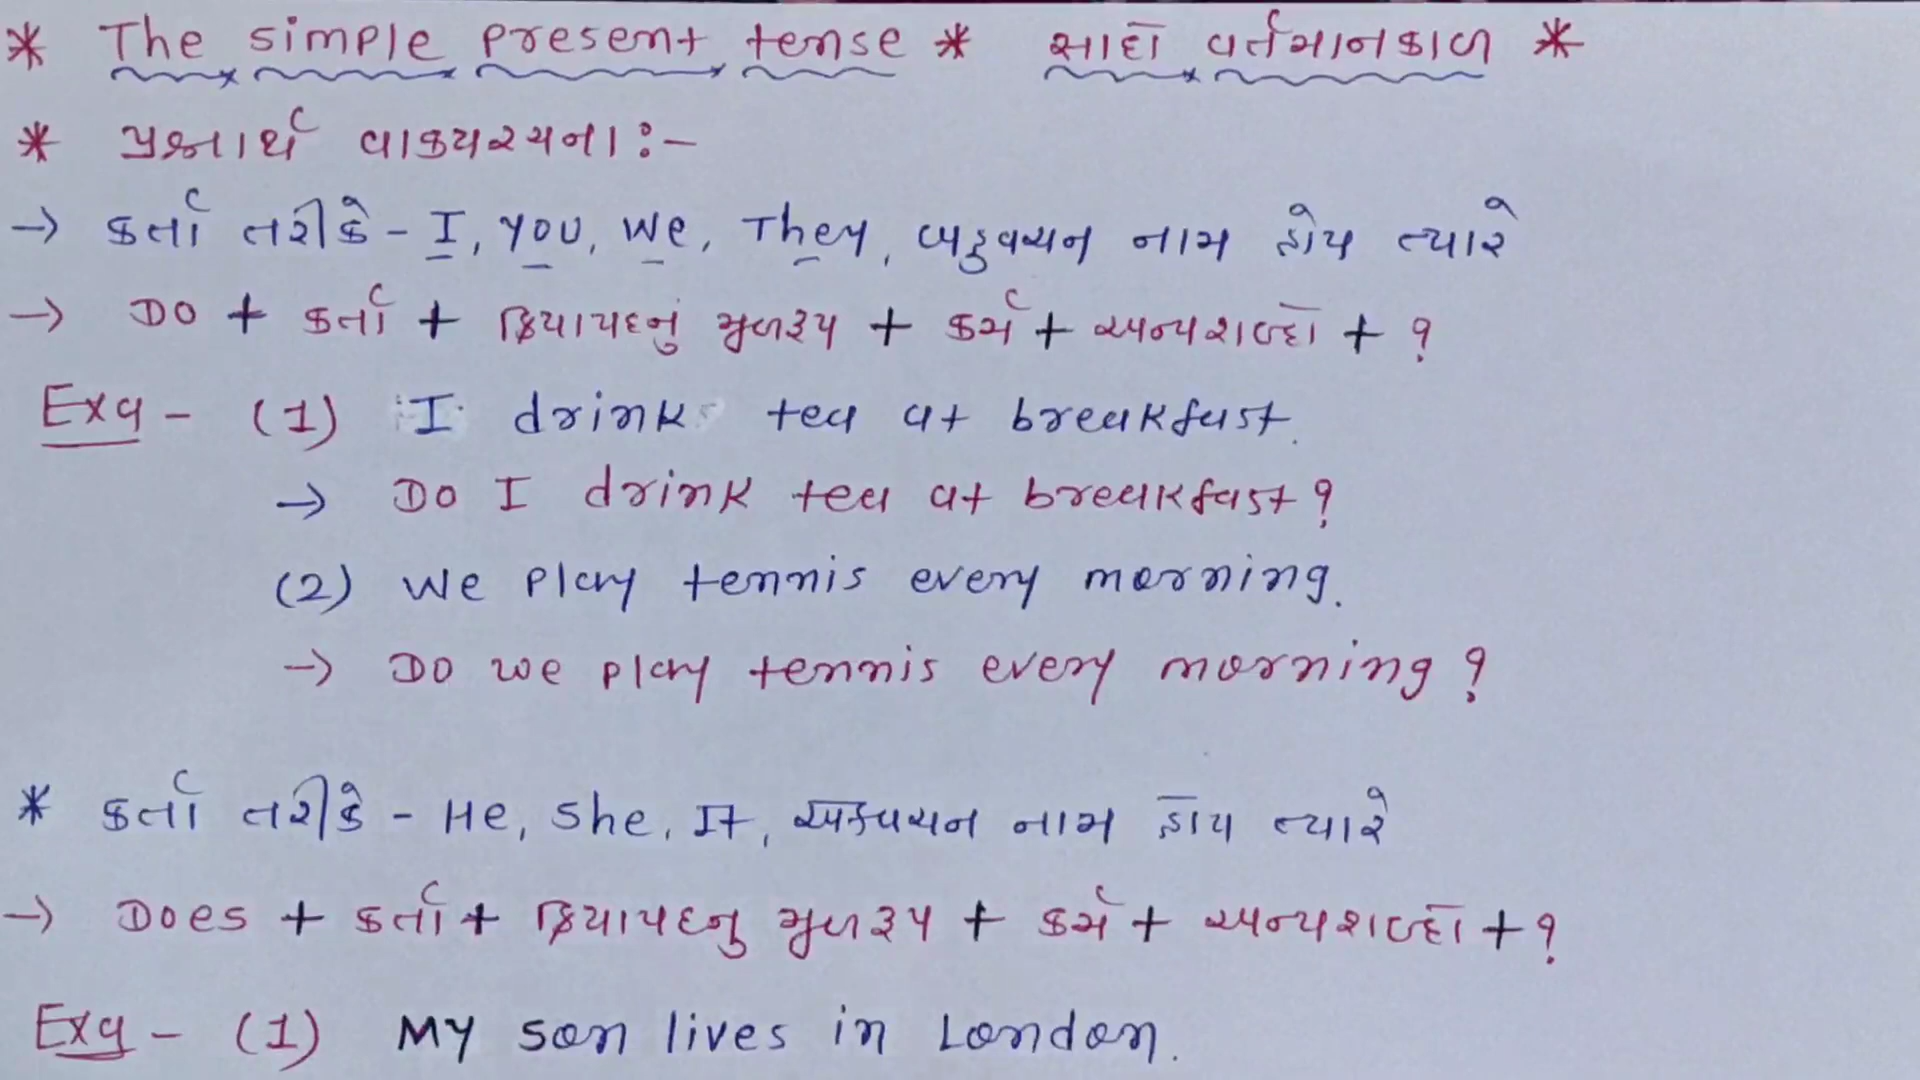 * The simple present tense * સાદો વર્તમાનકાળ *
* પ્રશ્નાર્થ વાક્યરચના :-
→ કર્તા તરીકે - I, you, we, They, બહુવચન નામ હોય ત્યારે
→ Do + કર્તા + ક્રિયાપદનું મુળરૂપ + કર્મ + અન્યશબ્દો + ?
Exa - (1) I drink tea at breakfast.
→ Do I drink tea at breakfast ?
(2) We play tennis every morning.
→ Do we play tennis every morning ?
* કર્તા તરીકે - He, she, It, એકવચન નામ હોય ત્યારે
→ Does + કર્તા + ક્રિયાપદનુ મુળરૂપ + કર્મ + અન્યશબ્દો + ?
Exa - (1) My son lives in London.